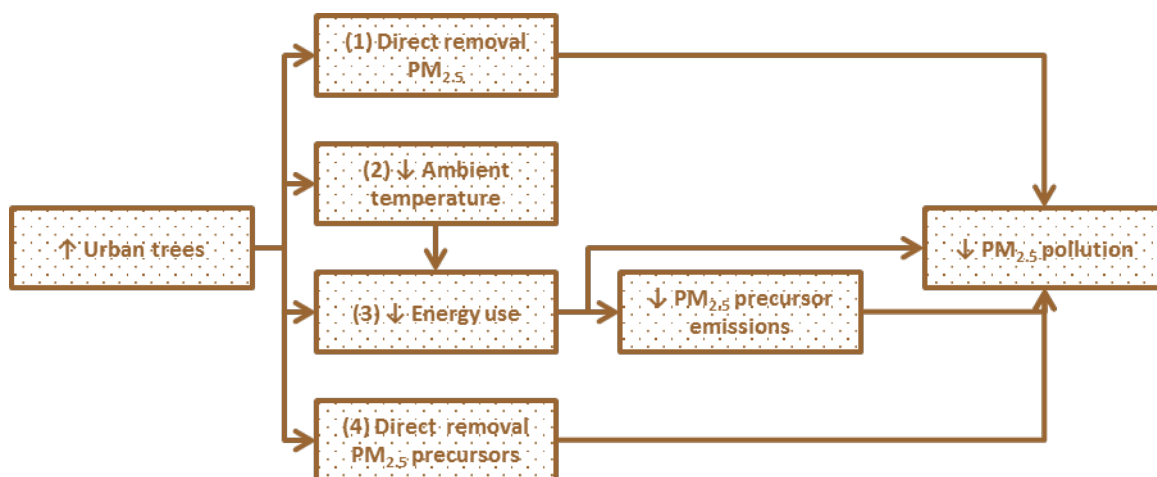 (1) Direct removal
PM2.5
(2) ↓ Ambient
temperature
↑ Urban trees
↓ PM2.5 pollution
(3) ↓ Energy use
↓ PM2.5 precursor
emissions
(4) Direct removal
PM2.5 precursors